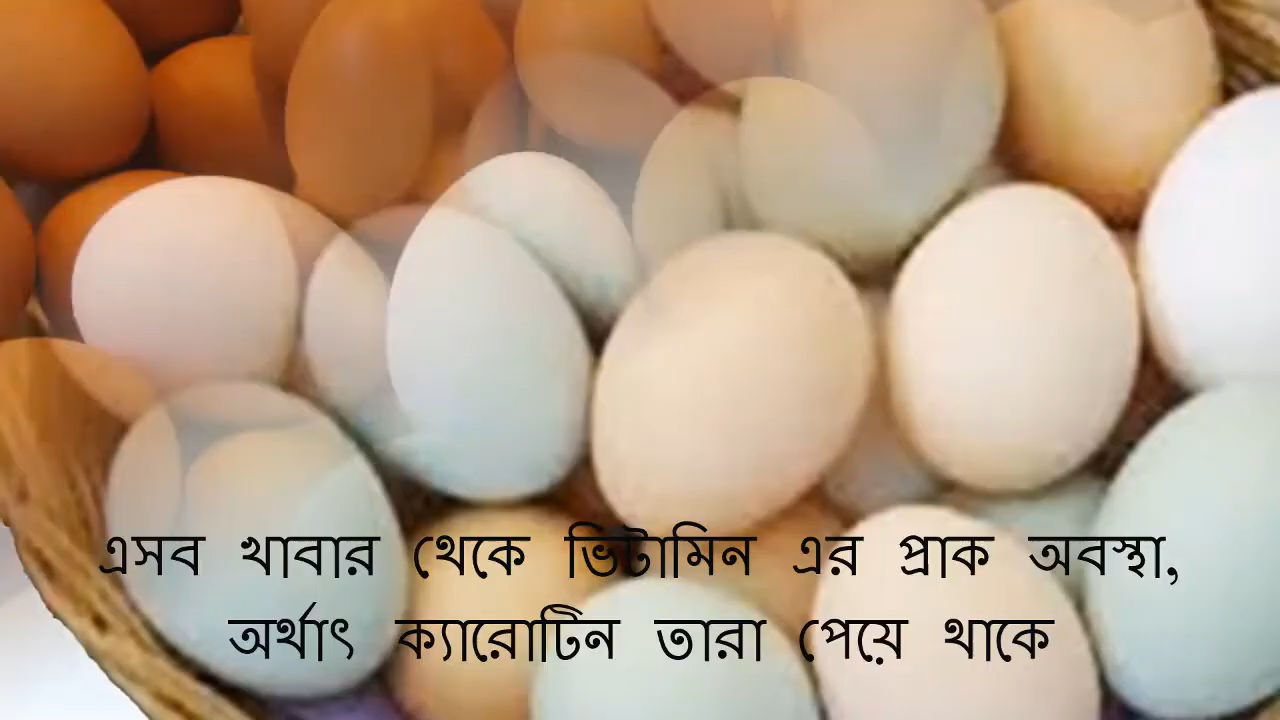 এসব খাবার থেকে ভিটামিন এর প্রাক অবস্থা,
অর্থাৎ ক্যারোটিন তারা পেয়ে থাকে